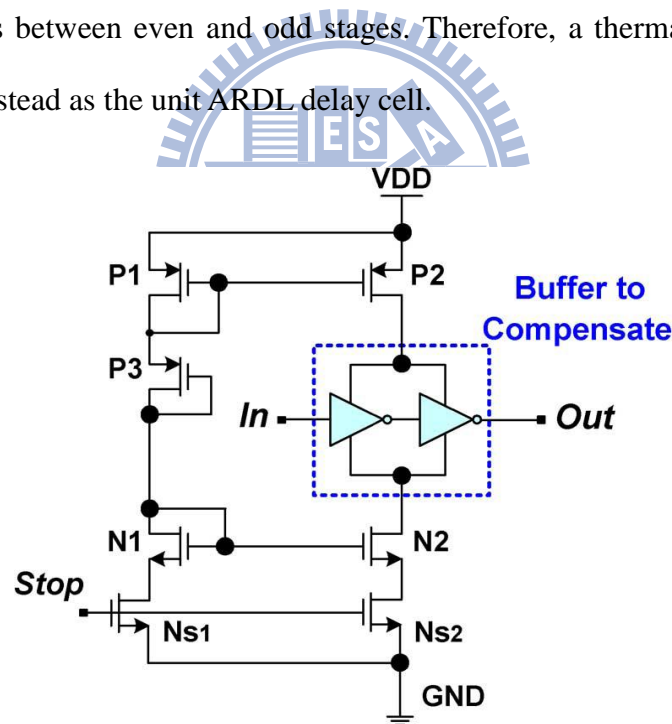 s between even and odd stages. Therefore, a therma
stead as the unit ARDL delay cell.
ES A
VDD
P1
P2
Buffer to
Compensate
P3
In
Out
N1
N2
Stop
Ns1
Ns2
GND